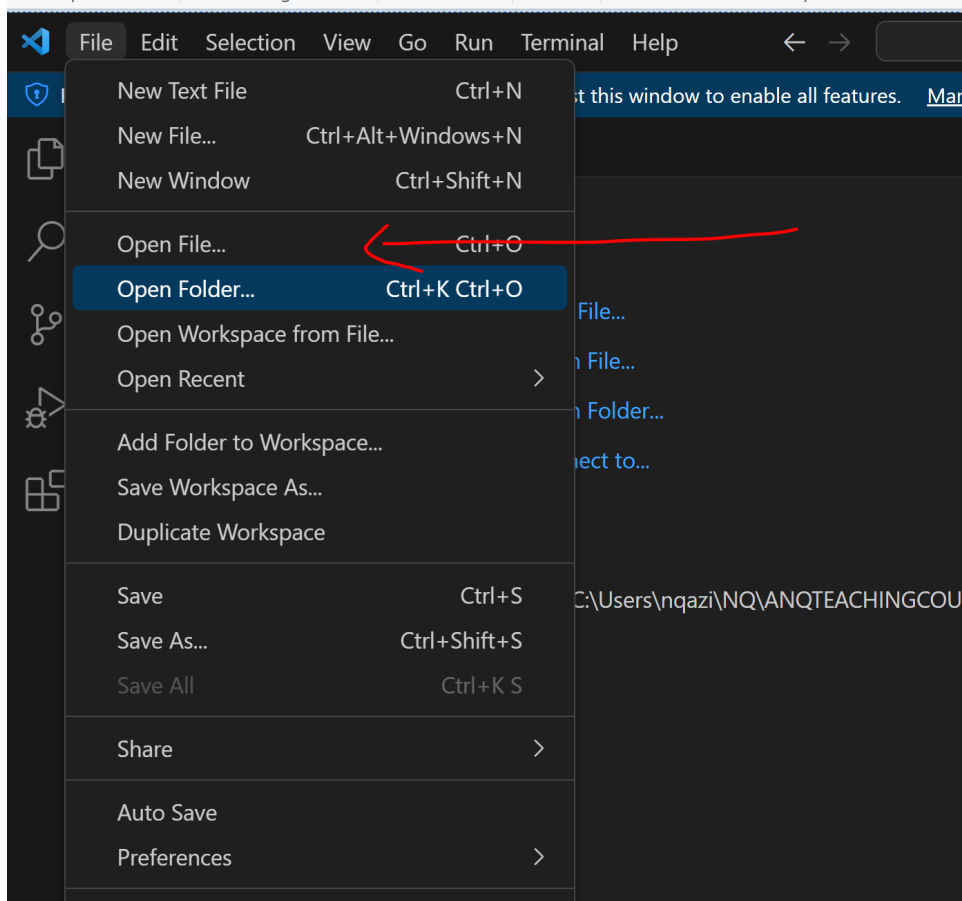 File Edit Selection View Go Run Terminal Help
st this window to enable all features. Mar
New Text File Ctrl+N
New File... Ctrl+Alt+Windows+N
New Window Ctrl+Shift+N
Open File... Ctrl+O
Open Folder... Ctrl+K Ctrl+O
File...
Open Workspace from File...
n File...
Open Recent
n Folder...
Add Folder to Workspace...
nect to...
Save Workspace As...
Duplicate Workspace
Save Ctrl+S
C:\Users\nqazi\NQ\ANQTEACHINGCOU
Save As... Ctrl+Shift+S
Save All Ctrl+K S
Share
Auto Save
Preferences